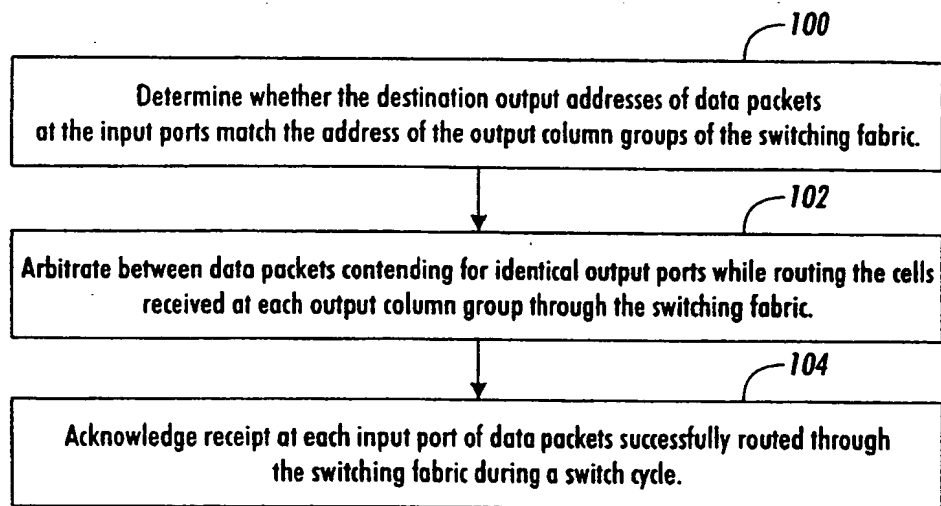 100
Determine whether the destination output addresses of data packets
at the input ports match the address of the output column groups of the switching fabric.
102
Arbitrate between data packets contending for identical output ports while routing the cells
received at each output column group through the switching fabric.
104
Acknowledge receipt at each input port of data packets successfully routed through
the switching fabric during a switch cycle.